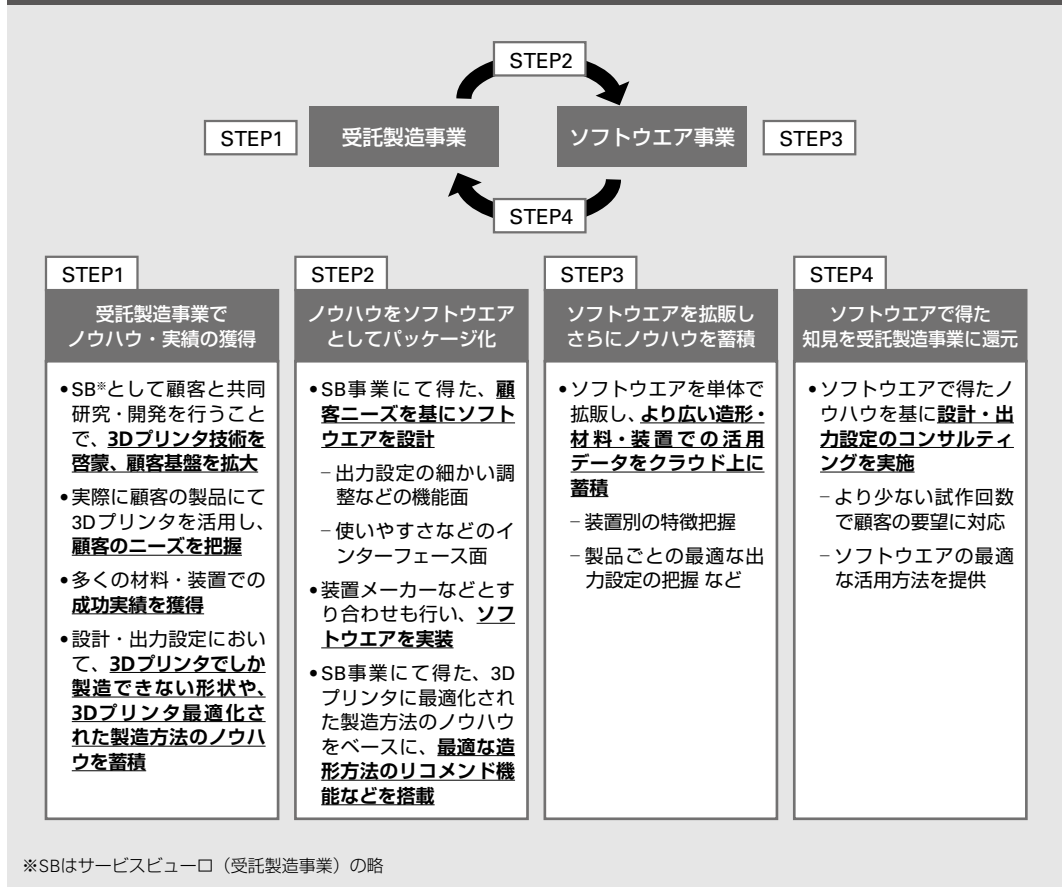 STEP2
STEP1
受託製造事業
ソフトウエア事業
STEP3
STEP4
STEP1
受託製造事業で
ノウハウ・実績の獲得
•SB※として顧客と共同
研究・開発を行うこと
で、3Dプリンタ技術を
啓蒙、顧客基盤を拡大
•実際に顧客の製品にて
3Dプリンタを活用し、
顧客のニーズを把握
•多くの材料・装置での
成功実績を獲得
•設計・出力設定におい
て、3Dプリンタでしか
製造できない形状や、
3Dプリンタ最適化さ
れた製造方法のノウハ
ウを蓄積
STEP2
ノウハウをソフトウエア
としてパッケージ化
•SB事業にて得た、顧
客ニーズを基にソフト
ウエアを設計
–出力設定の細かい調
整などの機能面
–使いやすさなどのイ
ンターフェース面
•装置メーカーなどとす
り合わせも行い、ソフ
トウエアを実装
•SB事業にて得た、3D
プリンタに最適化され
た製造方法のノウハウ
をベースに、最適な造
形方法のリコメンド機
能などを搭載
STEP3
ソフトウエアを拡販し
さらにノウハウを蓄積
•ソフトウエアを単体で
拡販し、より広い造形・
材料・装置での活用
データをクラウド上に
蓄積
–装置別の特徴把握
–製品ごとの最適な出
力設定の把握 など
STEP4
ソフトウエアで得た
知見を受託製造事業に還元
•ソフトウエアで得たノ
ウハウを基に設計・出
力設定のコンサルティ
ングを実施
–より少ない試作回数
で顧客の要望に対応
–ソフトウエアの最適
な活用方法を提供
※SBはサービスビューロ（受託製造事業）の略